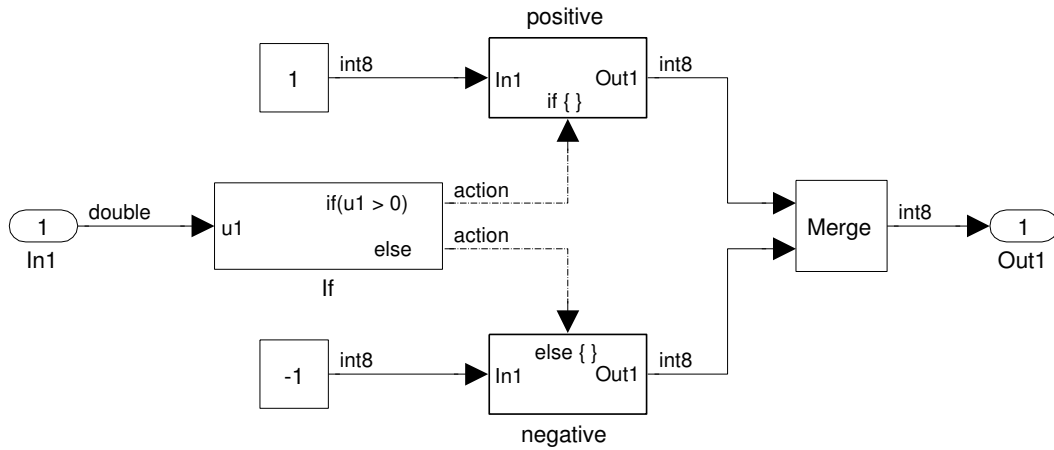 positive
1
int8
In1
Out1
int8
if { }
1
In1
double
u1
if(u1 > 0)
else
If
action
action
Merge
int8
1
Out1
-1
int8
else { }
In1
Out1
int8
negative